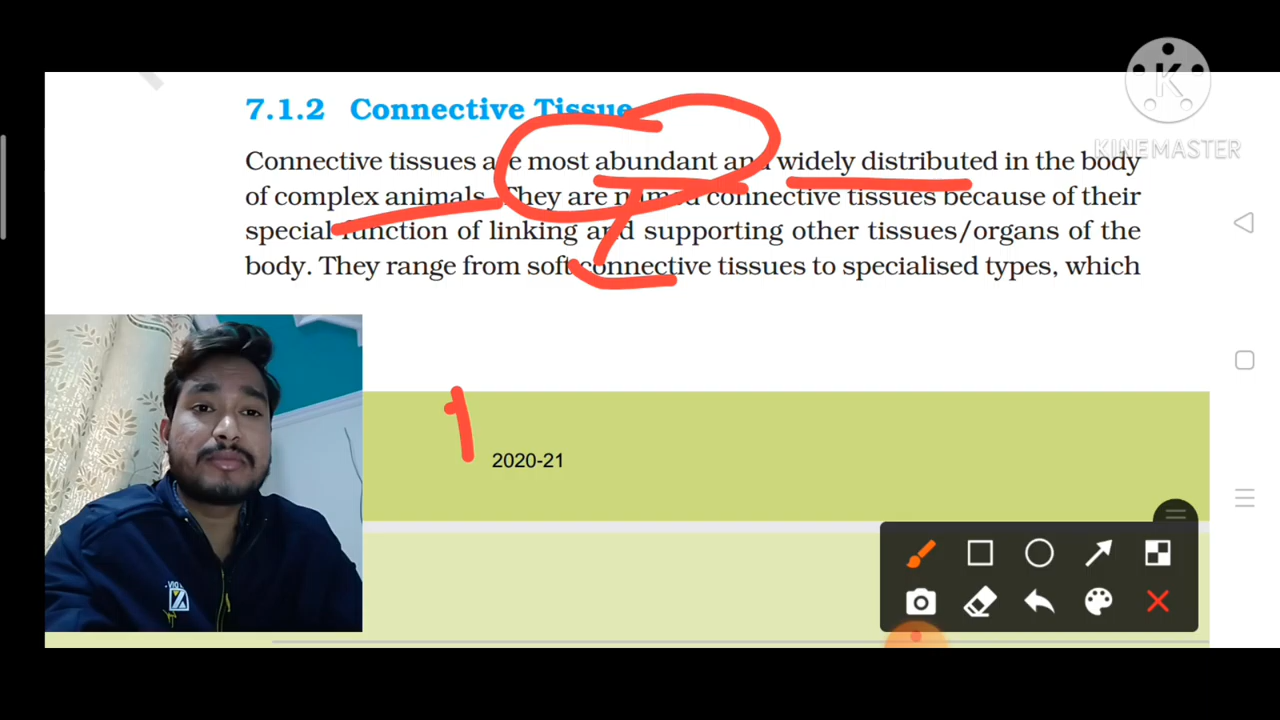 7.1.2 Connective Tissue
KINEMASTER
Connective tissues are most abundant and widely distributed in the body
of complex animals. They are named connective tissues because of their
special function of linking and supporting other tissues/organs of the
body. They range from soft connective tissues to specialised types, which
1
2020-21